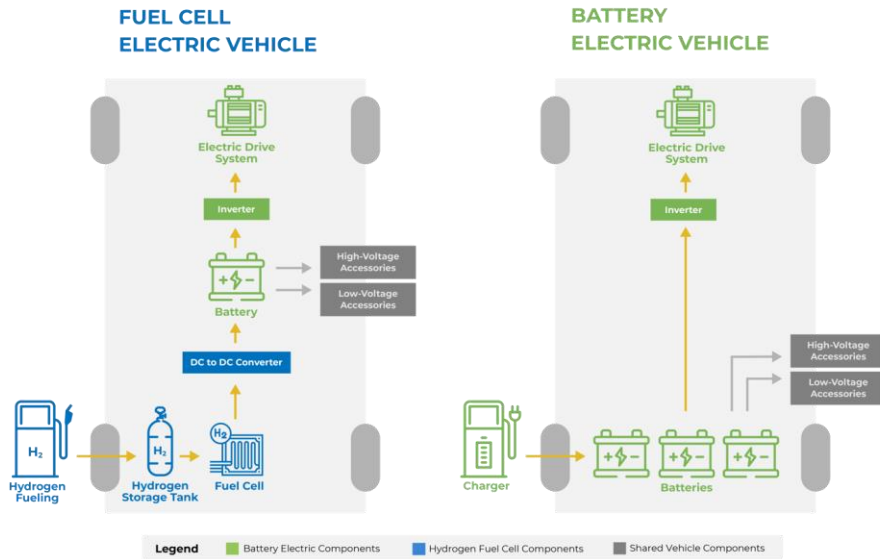 FUEL CELL
ELECTRIC VEHICLE
Electric Drive
System
Inverter
High-Voltage
Accessories
+ -
Low-Voltage
Accessories
Battery
DC to DC Converter
H₂
H₂
H₂
Hydrogen
Fueling
Hydrogen
Storage Tank
Fuel Cell
BATTERY
ELECTRIC VEHICLE
Electric Drive
System
Inverter
High-Voltage
Accessories
Low-Voltage
Accessories
+ -
+ -
+ -
Charger
Batteries
Legend
Battery Electric Components
Hydrogen Fuel Cell Components
Shared Vehicle Components